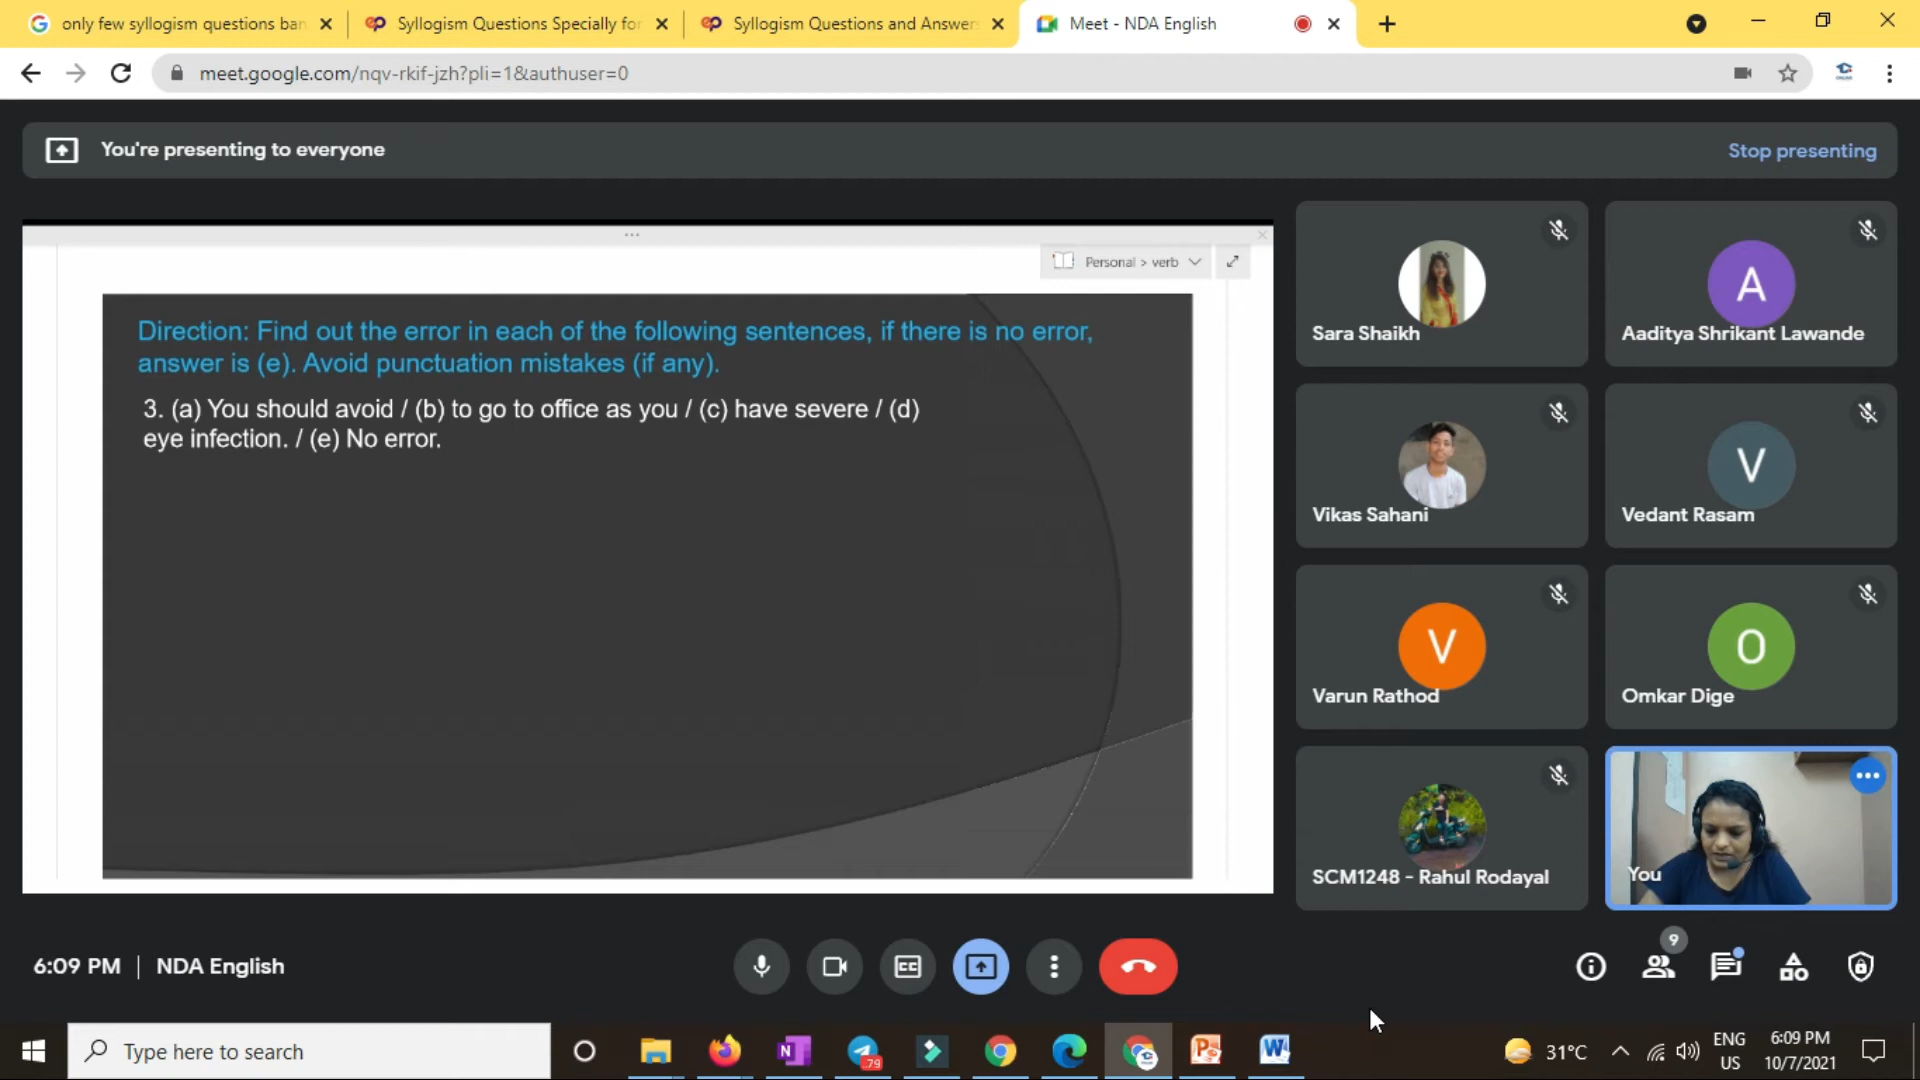 only few syllogism questions ban
Syllogism Questions Specially for
Syllogism Questions and Answer
Meet - NDA English
meet.google.com/nqv-rkif-jzh?pli=1&authuser=0
You're presenting to everyone
Stop presenting
Personal > verb
Direction: Find out the error in each of the following sentences, if there is no error,
answer is (e). Avoid punctuation mistakes (if any).
3. (a) You should avoid / (b) to go to office as you / (c) have severe / (d)
eye infection. / (e) No error.
Sara Shaikh
A
Aaditya Shrikant Lawande
Vikas Sahani
V
Vedant Rasam
V
Varun Rathod
O
Omkar Dige
SCM1248 - Rahul Rodayal
You
6:09 PM | NDA English
CC
9
Type here to search
79
31°C
ENG
US
6:09 PM
10/7/2021